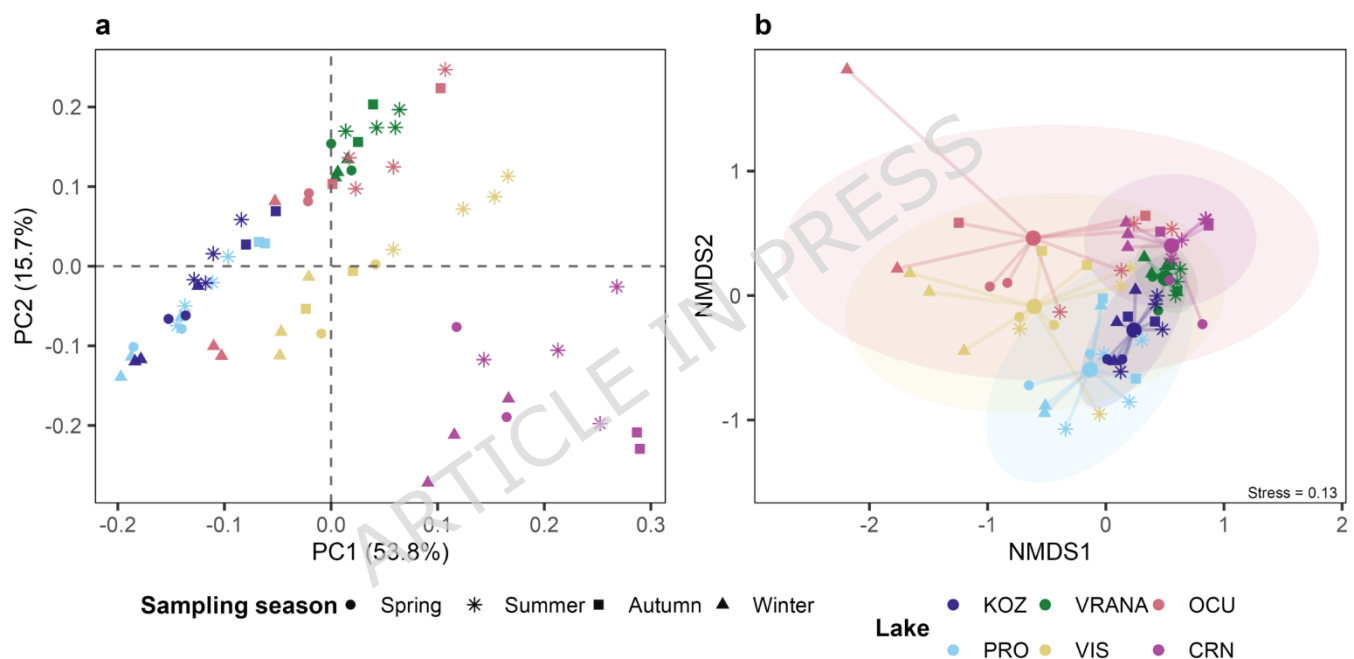 a
b
0.2
0.1
0.0
-0.1
-0.2
PC2 (15.7%)
-0.2 -0.1 0.0 0.1 0.2 0.3
PC1 (53.8%)
1
0
-1
NMDS2
Stress = 0.13
-2 -1 0 1 2
NMDS1
ARTICLE IN PRESS
Sampling season Spring Summer Autumn Winter
Lake
KOZ VRANA OCU
PRO VIS CRN